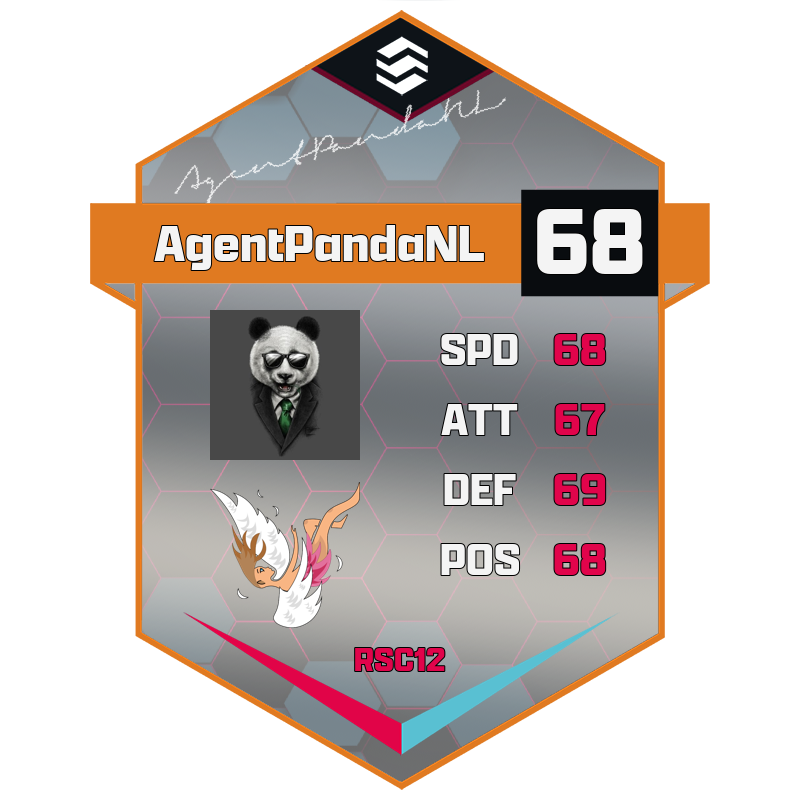 AgentPandaNL
AgentPandaNL 68
SPD 68
ATT 67
DEF 69
POS 68
RSC12